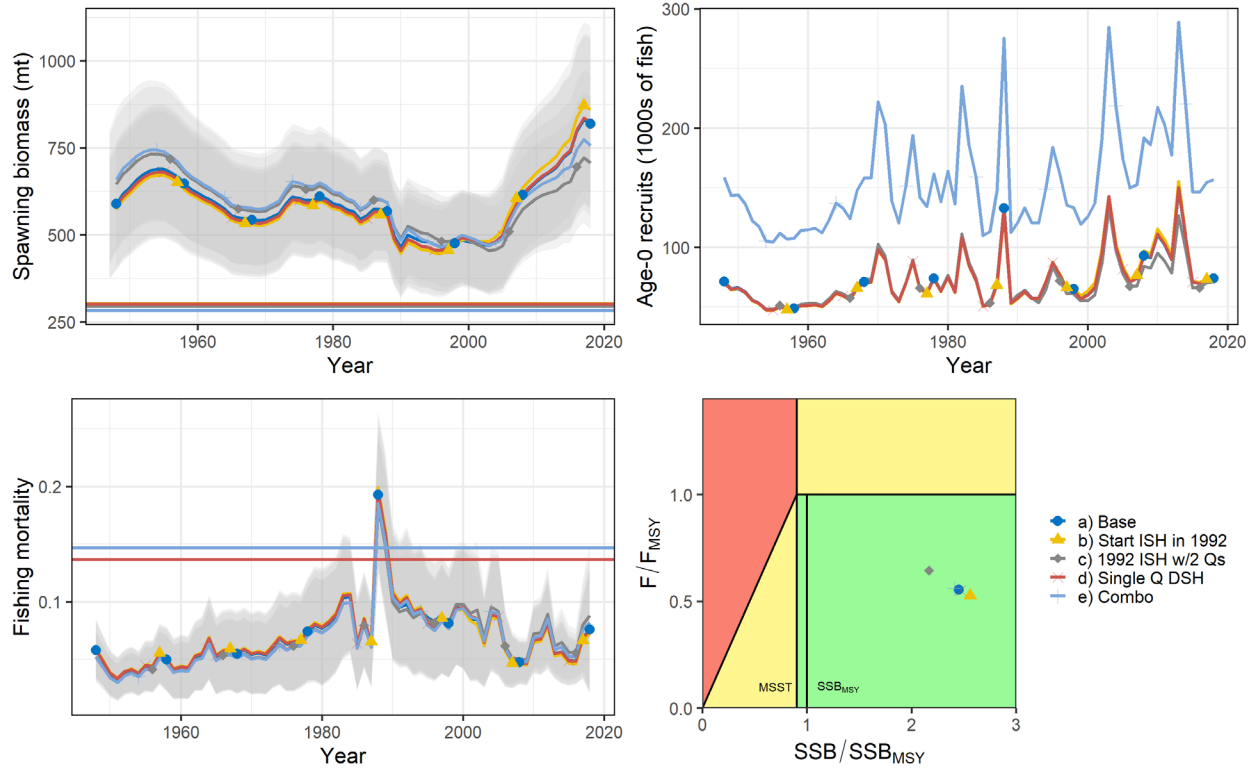 Spawning biomass (mt)
1000
750
500
250
1960
1980
2000
2020
Year
Age-0 recruits (1000s of fish)
300
200
100
1960
1980
2000
2020
Year
Fishing mortality
0.2
0.1
1960
1980
2000
2020
Year
F/F_MSY
1.0
0.5
0.0
MSST
SSB_MSY
0
1
2
3
SSB/SSB_MSY
a) Base
b) Start ISH in 1992
c) 1992 ISH w/2 Qs
d) Single Q DSH
e) Combo